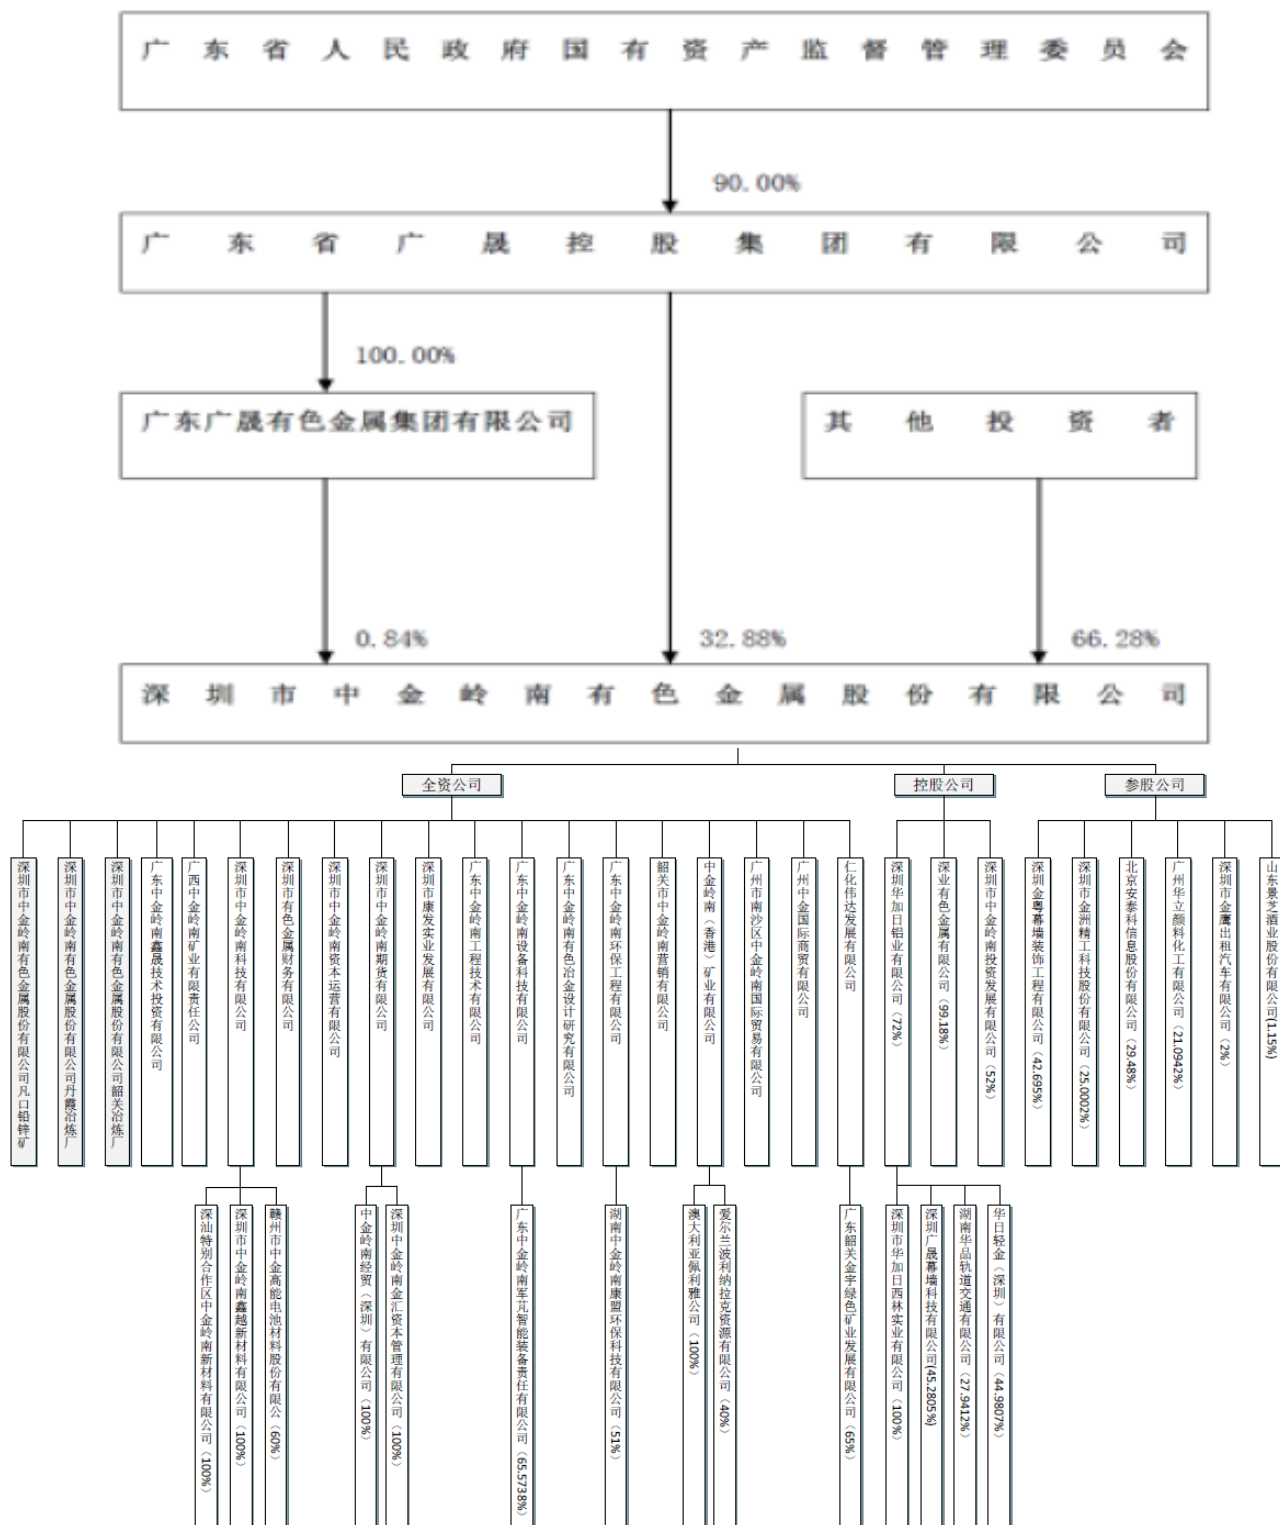 广东省人民政府国有资产监督管理委员会
90.00%
广东省广晟控股集团有限公司
100.00%
广东广晟有色金属集团有限公司
其他投资者
0.84%
32.88%
66.28%
深圳市中金岭南有色金属股份有限公司
全资公司
控股公司
参股公司
深圳市中金岭南有色金属股份有限公司凡口铅锌矿
深圳市中金岭南有色金属股份有限公司丹霞冶炼厂
深圳市中金岭南有色金属股份有限公司韶关冶炼厂
广东中金岭南鑫晟技术投资有限公司
广西中金岭南矿业有限责任公司
深圳市中金岭南科技有限公司
深圳市有色金属财务有限公司
深圳市中金岭南资本运营有限公司
深圳市中金岭南期货有限公司
深圳市康发实业发展有限公司
广东中金岭南工程技术有限公司
广东中金岭南设备科技有限公司
广东中金岭南有色冶金设计研究有限公司
广东中金岭南环保工程有限公司
韶关市中金岭南营销有限公司
中金岭南（香港）矿业有限公司
广州市南沙区中金岭南国际贸易有限公司
广州中金国际商贸有限公司
仁化伟达发展有限公司
深圳华加日铝业有限公司（72%）
深业有色金属有限公司（99.18%）
深圳市中金岭南投资发展有限公司（52%）
深圳金粤幕墙装饰工程有限公司（42.695%）
深圳市金洲精工科技股份有限公司（25.0002%）
北京安泰科信息股份有限公司（29.48%）
广州华立颜料化工有限公司（21.0942%）
深圳市金鹰出租汽车有限公司（2%）
山东景芝酒业股份有限公司(1.15%)
深汕特别合作区中金岭南新材料有限公司（100%）
深圳市中金岭南鑫越新材料有限公司（100%）
赣州市中金高能电池材料股份有限公（60%）
中金岭南经贸（深圳）有限公司（100%）
深圳中金岭南金汇资本管理有限公司（100%）
广东中金岭南军芃智能装备责任有限公司（65.5738%）
湖南中金岭南康盟环保科技有限公司（51%）
澳大利亚佩利雅公司（100%）
爱尔兰波利纳拉克资源有限公司（40%）
广东韶关金宇绿色矿业发展有限公司（65%）
深圳市华加日西林实业有限公司（100%）
深圳广晟幕墙科技有限公司(45.2805%)
湖南华品轨道交通有限公司（27.9412%）
华日轻金（深圳）有限公司（44.9807%）